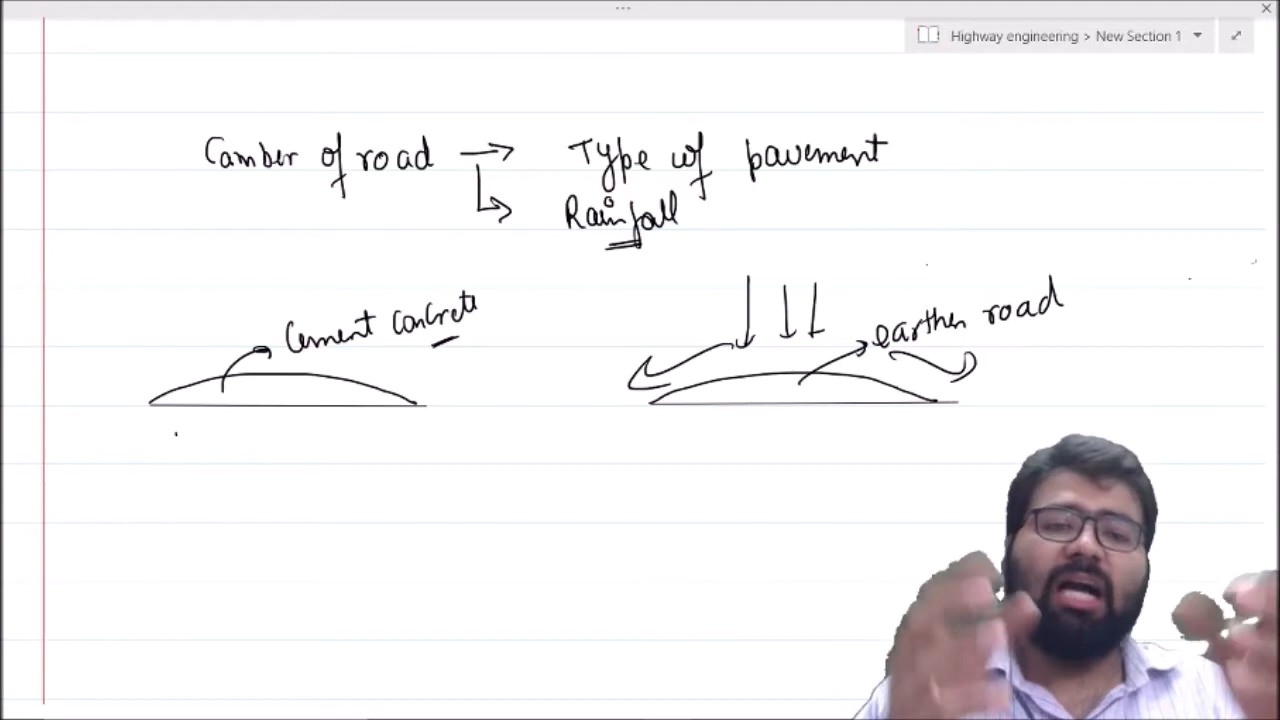 Highway engineering > New Section 1
Camber of road → Type of pavement
Rainfall
Cement concrete
earthen road